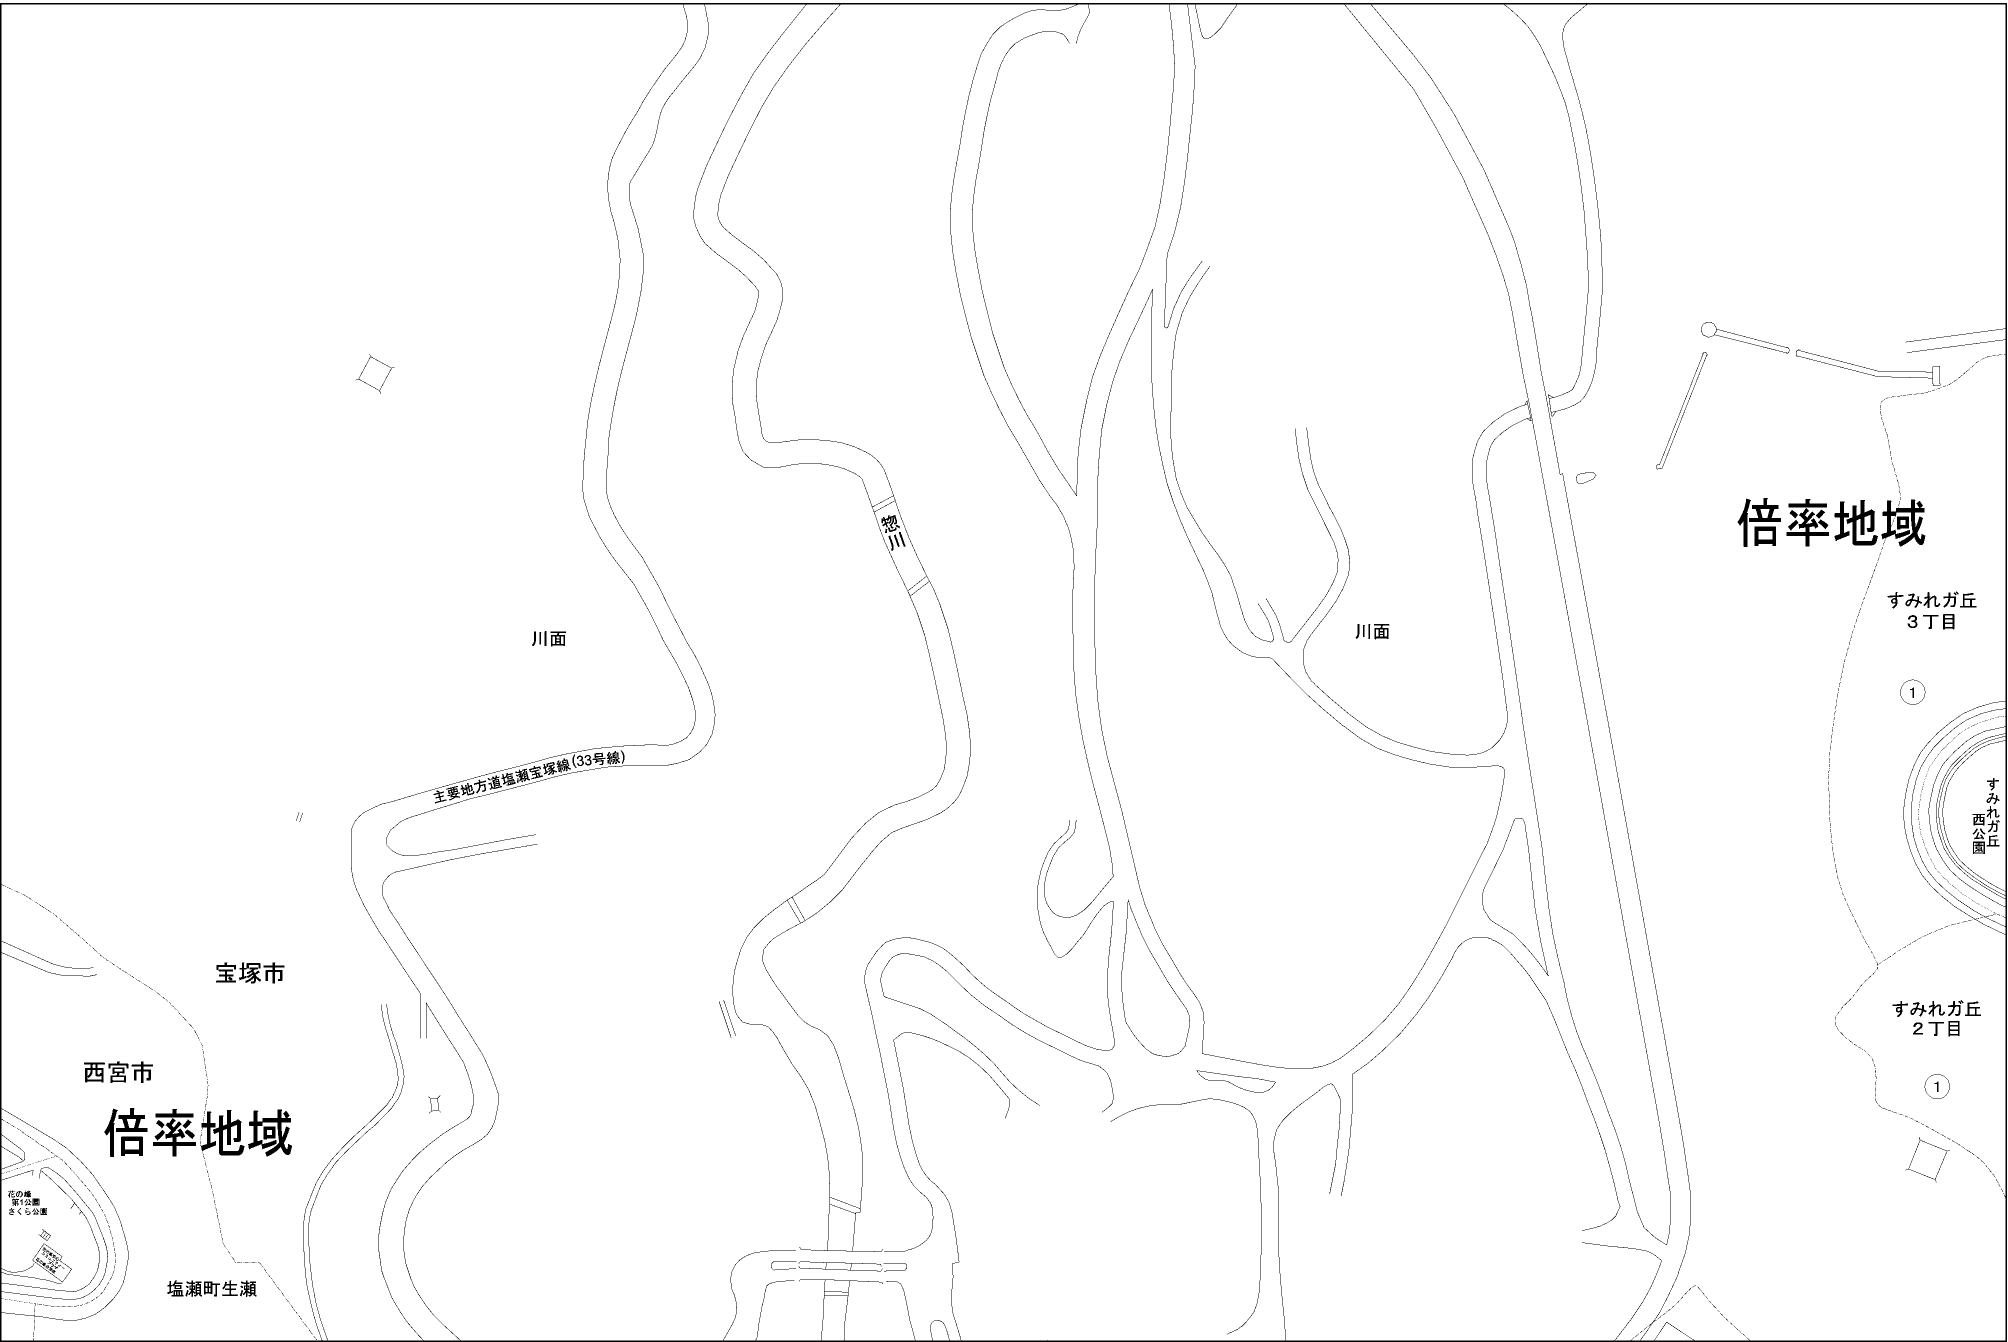 惣川
倍率地域
すみれガ丘
３丁目
川面
川面
1
主要地方道塩瀬宝塚線(33号線)
すみれガ丘
西公園
宝塚市
すみれガ丘
２丁目
西宮市
1
倍率地域
花の峰
第1公園
さくら公園
塩瀬町生瀬